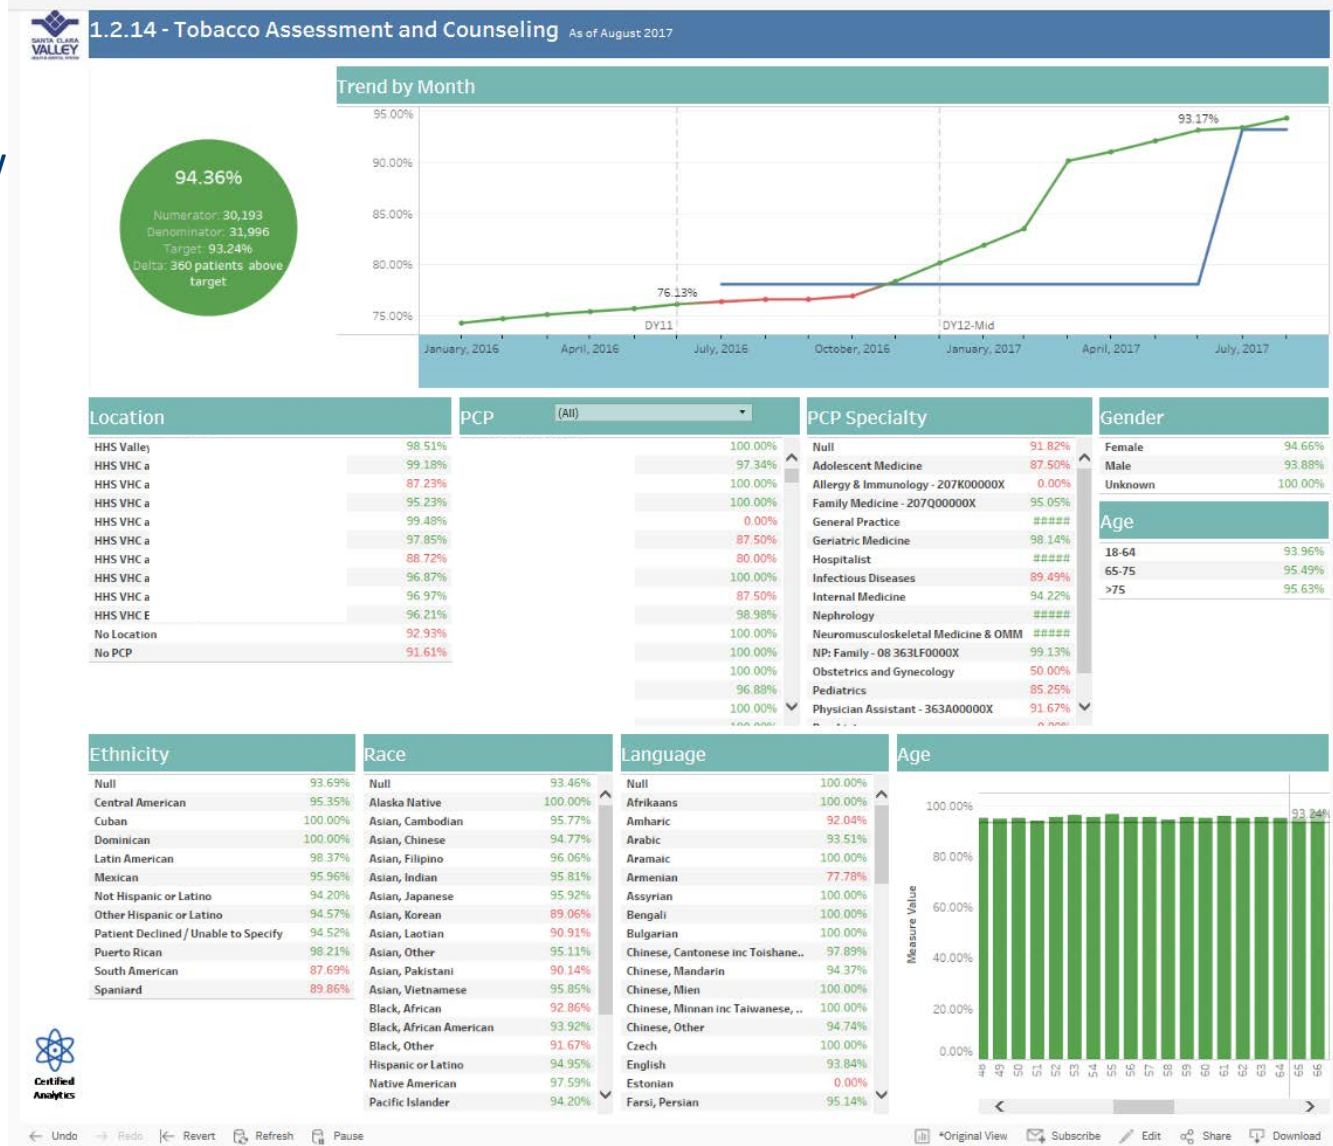 SANTA CLARA
VALLEY
1.2.14 - Tobacco Assessment and Counseling As of August 2017
94.36%
Numerator: 30,193
Denominator: 31,996
Target: 93.24%
Delta: 360 patients above
target
Trend by Month
95.00%
90.00%
85.00%
80.00%
75.00%
76.13%
93.17%
DY11
DY12-Mid
January, 2016 April, 2016 July, 2016 October, 2016 January, 2017 April, 2017 July, 2017
Location
HHS Valley 98.51%
HHS VHC a 99.18%
HHS VHC a 87.23%
HHS VHC a 95.23%
HHS VHC a 99.48%
HHS VHC a 97.85%
HHS VHC a 88.72%
HHS VHC a 96.87%
HHS VHC a 96.97%
HHS VHC E 96.21%
No Location 92.93%
No PCP 91.61%
PCP (All)
100.00%
97.34%
100.00%
100.00%
0.00%
87.50%
80.00%
100.00%
87.50%
98.98%
100.00%
100.00%
100.00%
96.88%
100.00%
PCP Specialty
Null 91.82%
Adolescent Medicine 87.50%
Allergy & Immunology - 207K00000X 0.00%
Family Medicine - 207Q00000X 95.05%
General Practice #####
Geriatric Medicine 98.14%
Hospitalist #####
Infectious Diseases 89.49%
Internal Medicine 94.22%
Nephrology #####
Neuromusculoskeletal Medicine & OMM #####
NP: Family - 08 363LF0000X 99.13%
Obstetrics and Gynecology 50.00%
Pediatrics 85.25%
Physician Assistant - 363A00000X 91.67%
Gender
Female 94.66%
Male 93.88%
Unknown 100.00%
Age
18-64 93.96%
65-75 95.49%
>75 95.63%
Ethnicity
Null 93.69%
Central American 95.35%
Cuban 100.00%
Dominican 100.00%
Latin American 98.37%
Mexican 95.96%
Not Hispanic or Latino 94.20%
Other Hispanic or Latino 94.57%
Patient Declined / Unable to Specify 94.52%
Puerto Rican 98.21%
South American 87.69%
Spaniard 89.86%
Race
Null 93.46%
Alaska Native 100.00%
Asian, Cambodian 95.77%
Asian, Chinese 94.77%
Asian, Filipino 96.06%
Asian, Indian 95.81%
Asian, Japanese 95.92%
Asian, Korean 89.06%
Asian, Laotian 90.91%
Asian, Other 95.11%
Asian, Pakistani 90.14%
Asian, Vietnamese 95.85%
Black, African 92.86%
Black, African American 93.92%
Black, Other 91.67%
Hispanic or Latino 94.95%
Native American 97.59%
Pacific Islander 94.20%
Language
Null 100.00%
Afrikaans 100.00%
Amharic 92.04%
Arabic 93.51%
Aramaic 100.00%
Armenian 77.78%
Assyrian 100.00%
Bengali 100.00%
Bulgarian 100.00%
Chinese, Cantonese inc Toishane.. 97.89%
Chinese, Mandarin 94.37%
Chinese, Mien 100.00%
Chinese, Minnan inc Taiwanese, .. 100.00%
Chinese, Other 94.74%
Czech 100.00%
English 93.84%
Estonian 0.00%
Farsi, Persian 95.14%
Age
93.24%
100.00%
80.00%
60.00%
40.00%
20.00%
0.00%
Measure Value
48 49 50 51 52 53 54 55 56 57 58 59 60 61 62 63 64 65 66
Certified
Analytics
Undo Redo Revert Refresh Pause *Original View Subscribe Edit Share Download